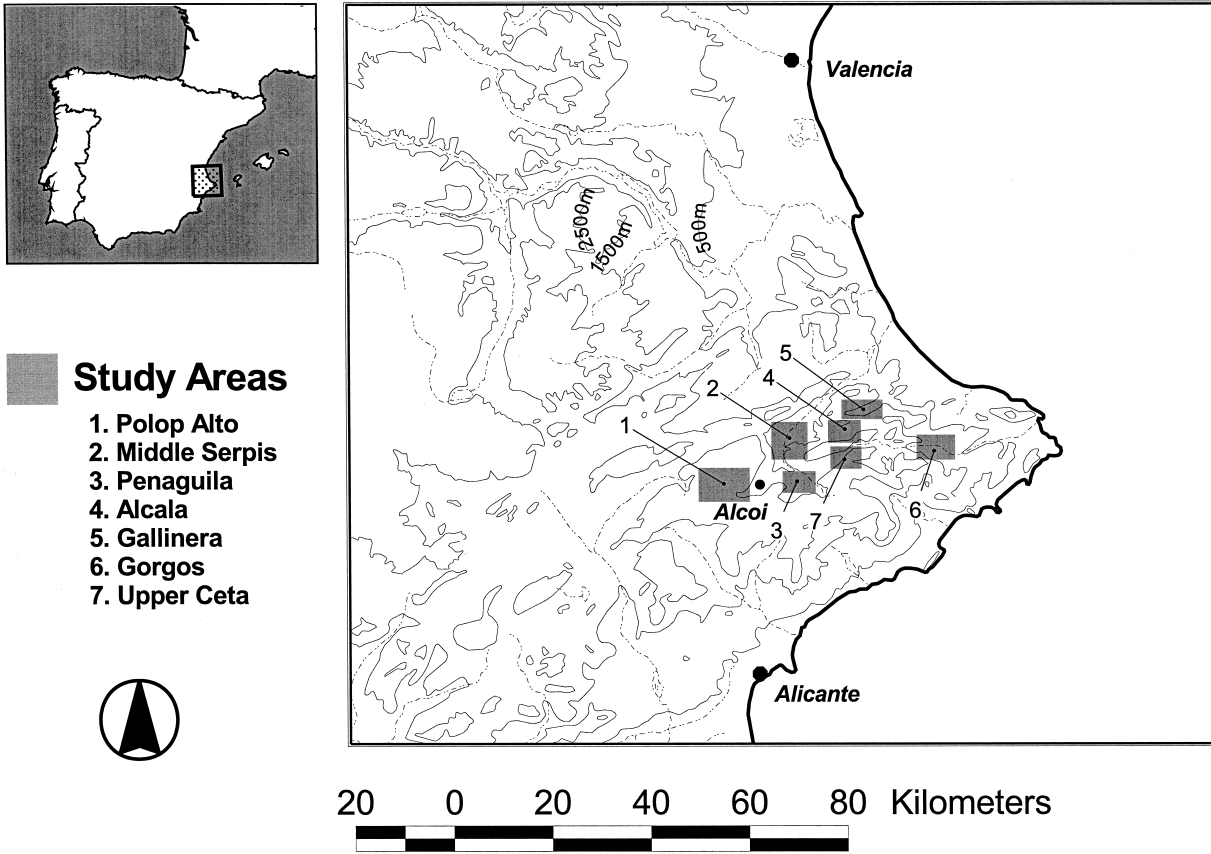 Valencia
2500m
1500m
500m
5
4
2
1
Alcoi
3
7
6
Alicante
Study Areas
1. Polop Alto
2. Middle Serpis
3. Penaguila
4. Alcala
5. Gallinera
6. Gorgos
7. Upper Ceta
20 0 20 40 60 80 Kilometers